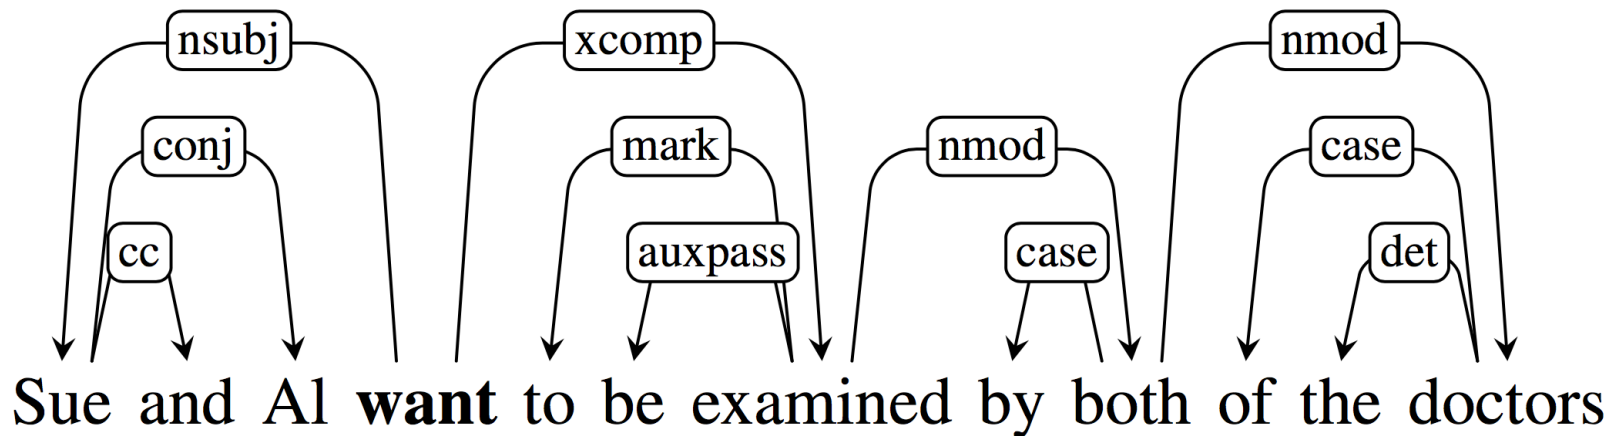 nsubj xcomp nmod
conj mark nmod case
cc auxpass case det
Sue and Al want to be examined by both of the doctors